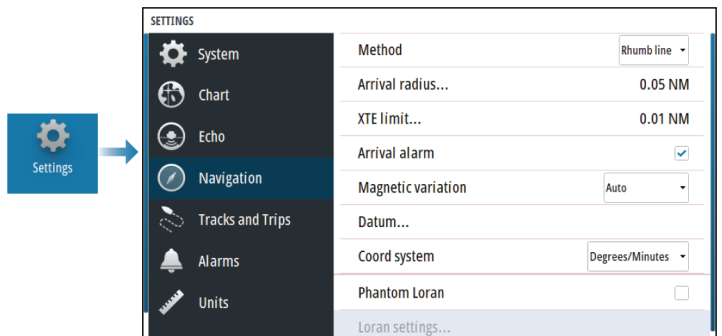 SETTINGS
Settings
System
Chart
Echo
Navigation
Tracks and Trips
Alarms
Units
Method Rhumb line
Arrival radius... 0.05 NM
XTE limit... 0.01 NM
Arrival alarm
Magnetic variation Auto
Datum...
Coord system Degrees/Minutes
Phantom Loran
Loran settings...